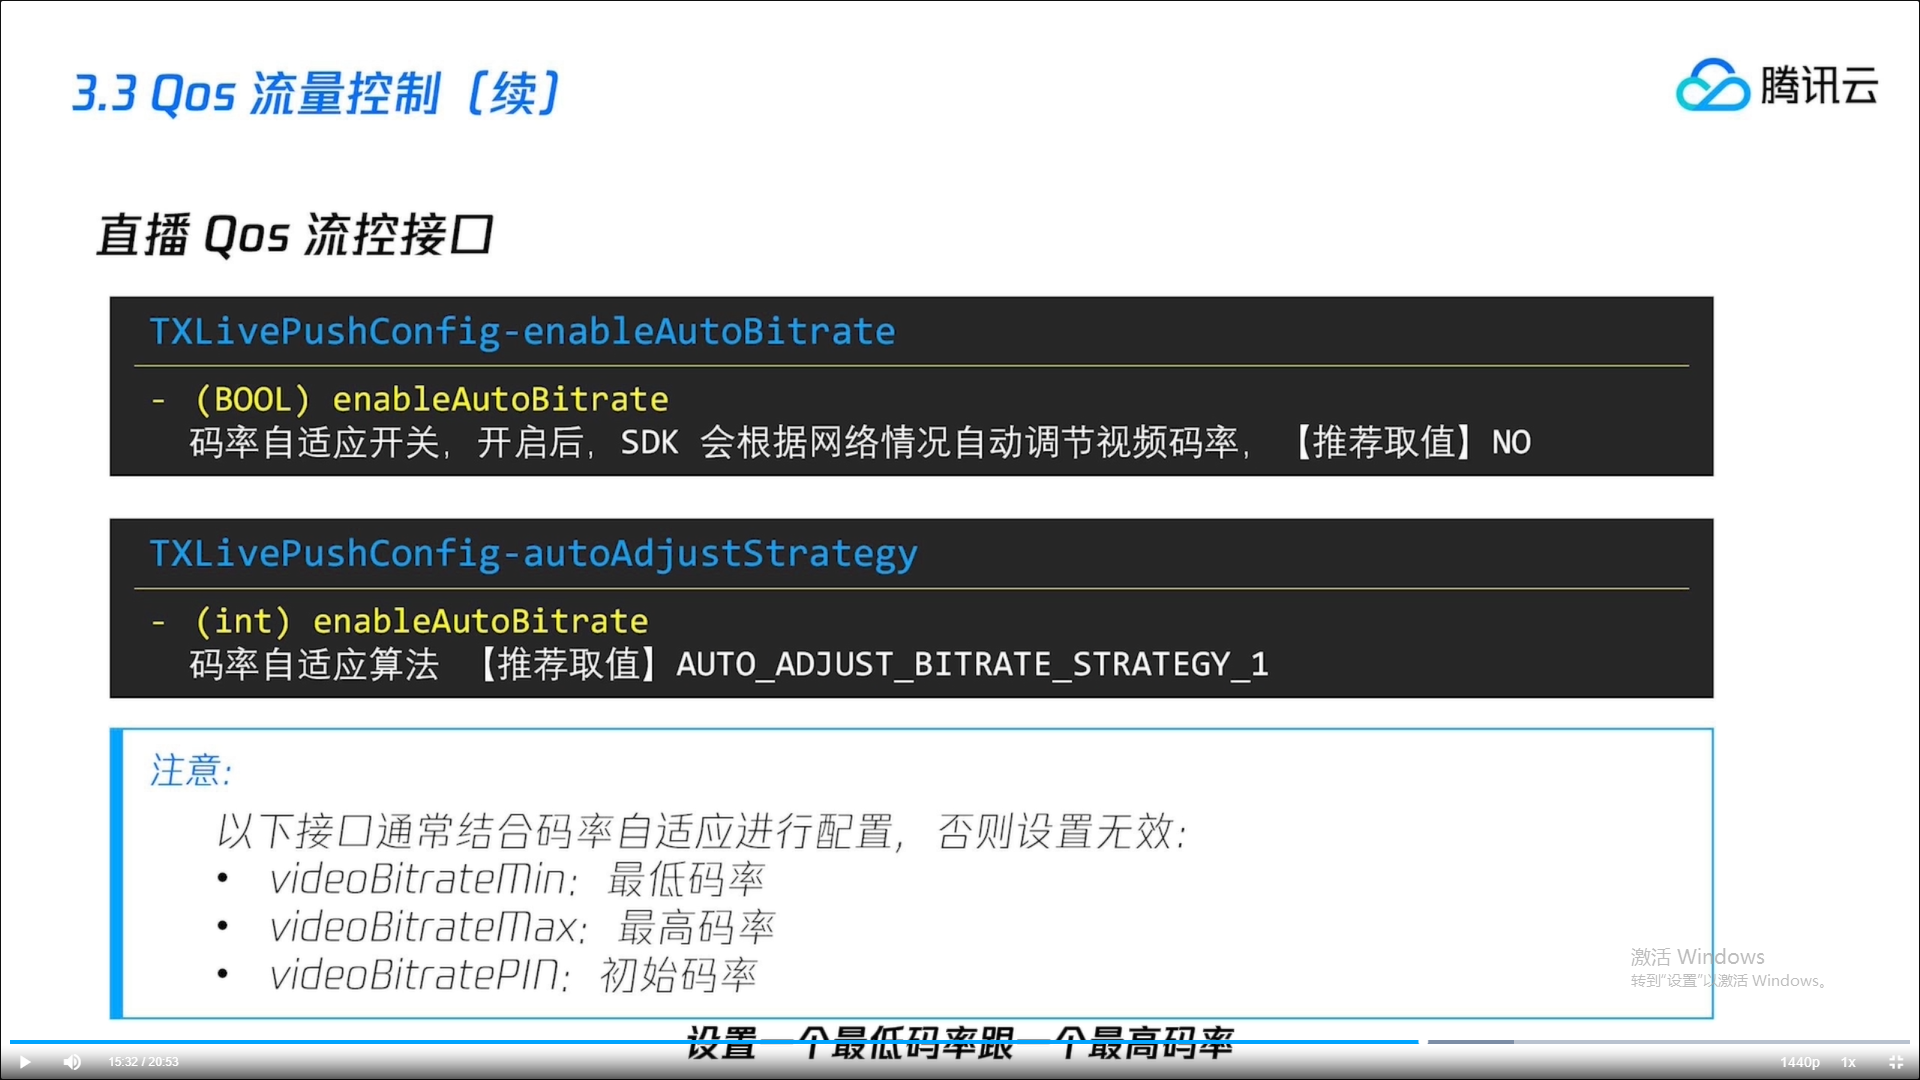 3.3 Qos 流量控制（续）
腾讯云
直播 Qos 流控接口
TXLivePushConfig-enableAutoBitrate
- (BOOL) enableAutoBitrate
码率自适应开关，开启后，SDK 会根据网络情况自动调节视频码率，【推荐取值】NO
TXLivePushConfig-autoAdjustStrategy
- (int) enableAutoBitrate
码率自适应算法 【推荐取值】AUTO_ADJUST_BITRATE_STRATEGY_1
注意：
以下接口通常结合码率自适应进行配置，否则设置无效：
• videoBitrateMin：最低码率
• videoBitrateMax：最高码率
• videoBitratePIN：初始码率
激活 Windows
转到“设置”以激活 Windows。
设置一个最低码率跟一个最高码率
15:32 / 20:53
1440p 1x